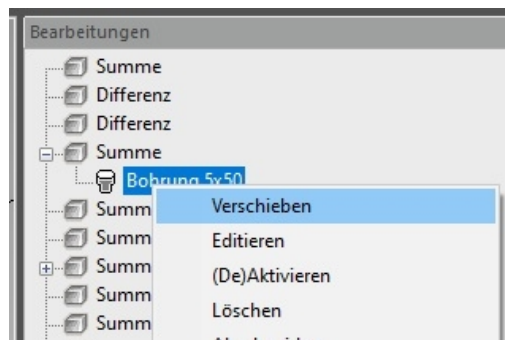 Bearbeitungen
Summe
Differenz
Differenz
Summe
Bohrung 5x50
Summ
Summ
Summ
Summ
Summ
Verschieben
Editieren
(De)Aktivieren
Löschen